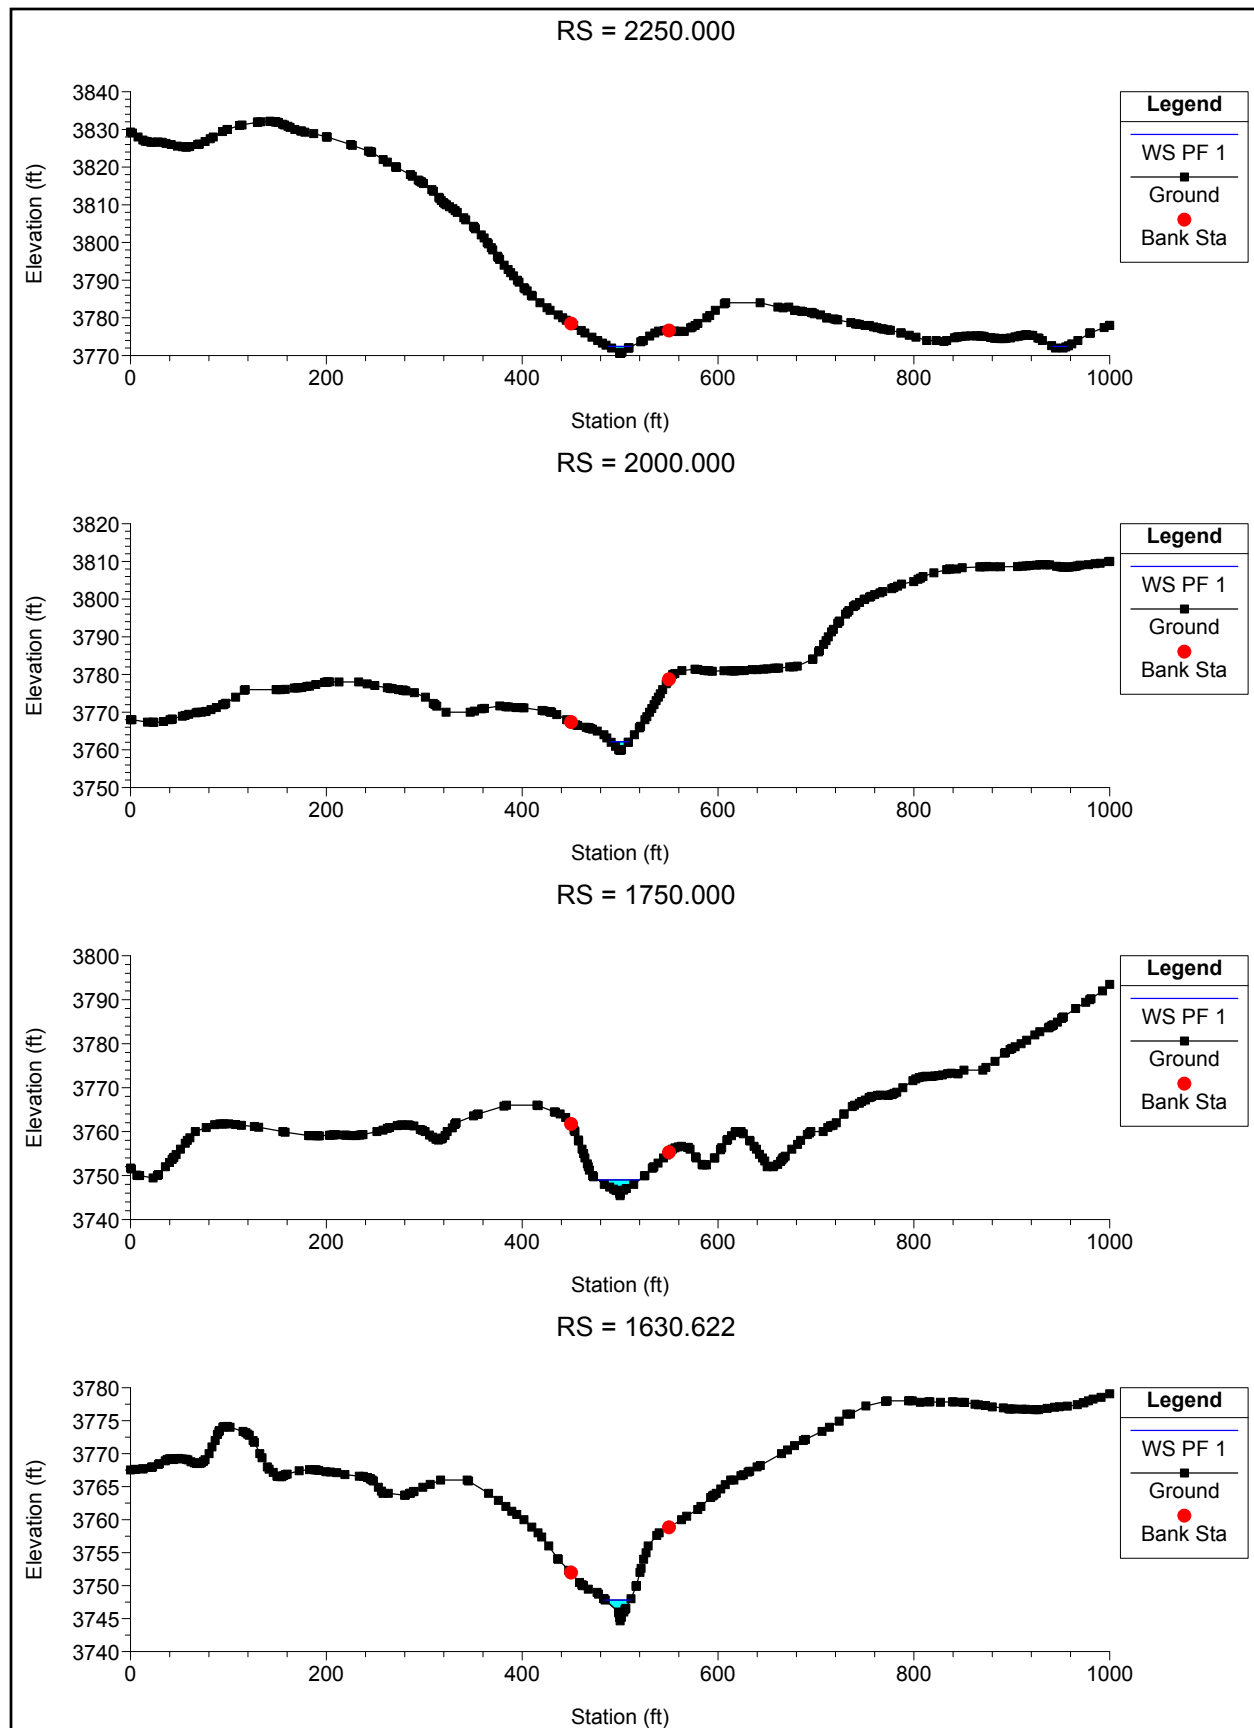 RS = 2250.000
3840
3830
3820
3810
3800
3790
3780
3770
Elevation (ft)
0 200 400 600 800 1000
Station (ft)
Legend
WS PF 1
Ground
Bank Sta
RS = 2000.000
3820
3810
3800
3790
3780
3770
3760
3750
Elevation (ft)
0 200 400 600 800 1000
Station (ft)
Legend
WS PF 1
Ground
Bank Sta
RS = 1750.000
3800
3790
3780
3770
3760
3750
3740
Elevation (ft)
0 200 400 600 800 1000
Station (ft)
Legend
WS PF 1
Ground
Bank Sta
RS = 1630.622
3780
3775
3770
3765
3760
3755
3750
3745
3740
Elevation (ft)
0 200 400 600 800 1000
Station (ft)
Legend
WS PF 1
Ground
Bank Sta